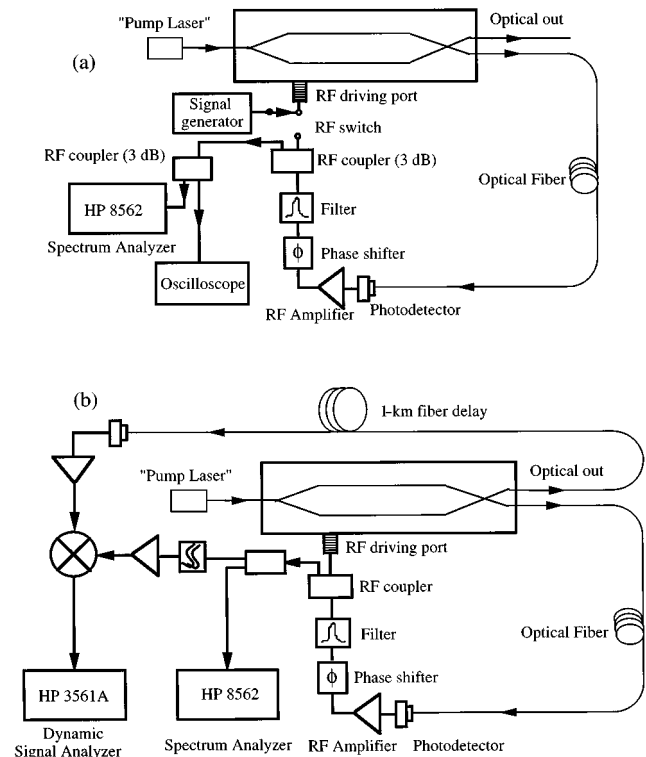 "Pump Laser"
Optical out
(a)
RF driving port
Signal
generator
RF switch
RF coupler (3 dB)
RF coupler (3 dB)
Optical Fiber
HP 8562
Filter
Spectrum Analyzer
ϕ
Phase shifter
Oscilloscope
RF Amplifier
Photodetector
(b)
1-km fiber delay
Optical out
"Pump Laser"
RF driving port
RF coupler
Filter
Optical Fiber
HP 3561A
HP 8562
ϕ
Phase shifter
Dynamic
Signal Analyzer
Spectrum Analyzer
RF Amplifier
Photodetector